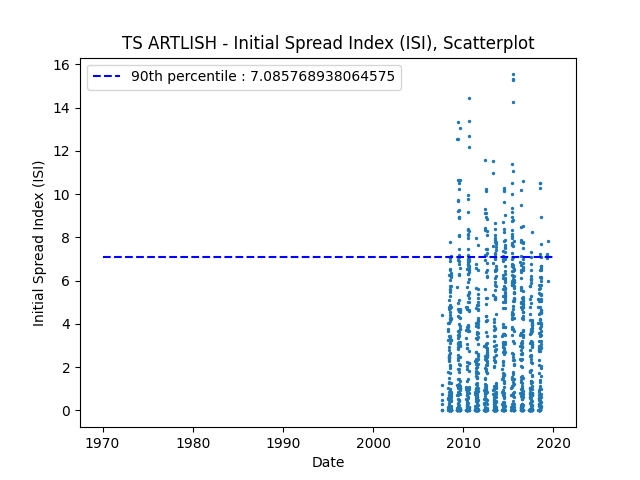 TS ARTLISH - Initial Spread Index (ISI), Scatterplot
90th percentile : 7.085768938064575
16
14
12
10
8
6
4
2
0
Initial Spread Index (ISI)
1970 1980 1990 2000 2010 2020
Date